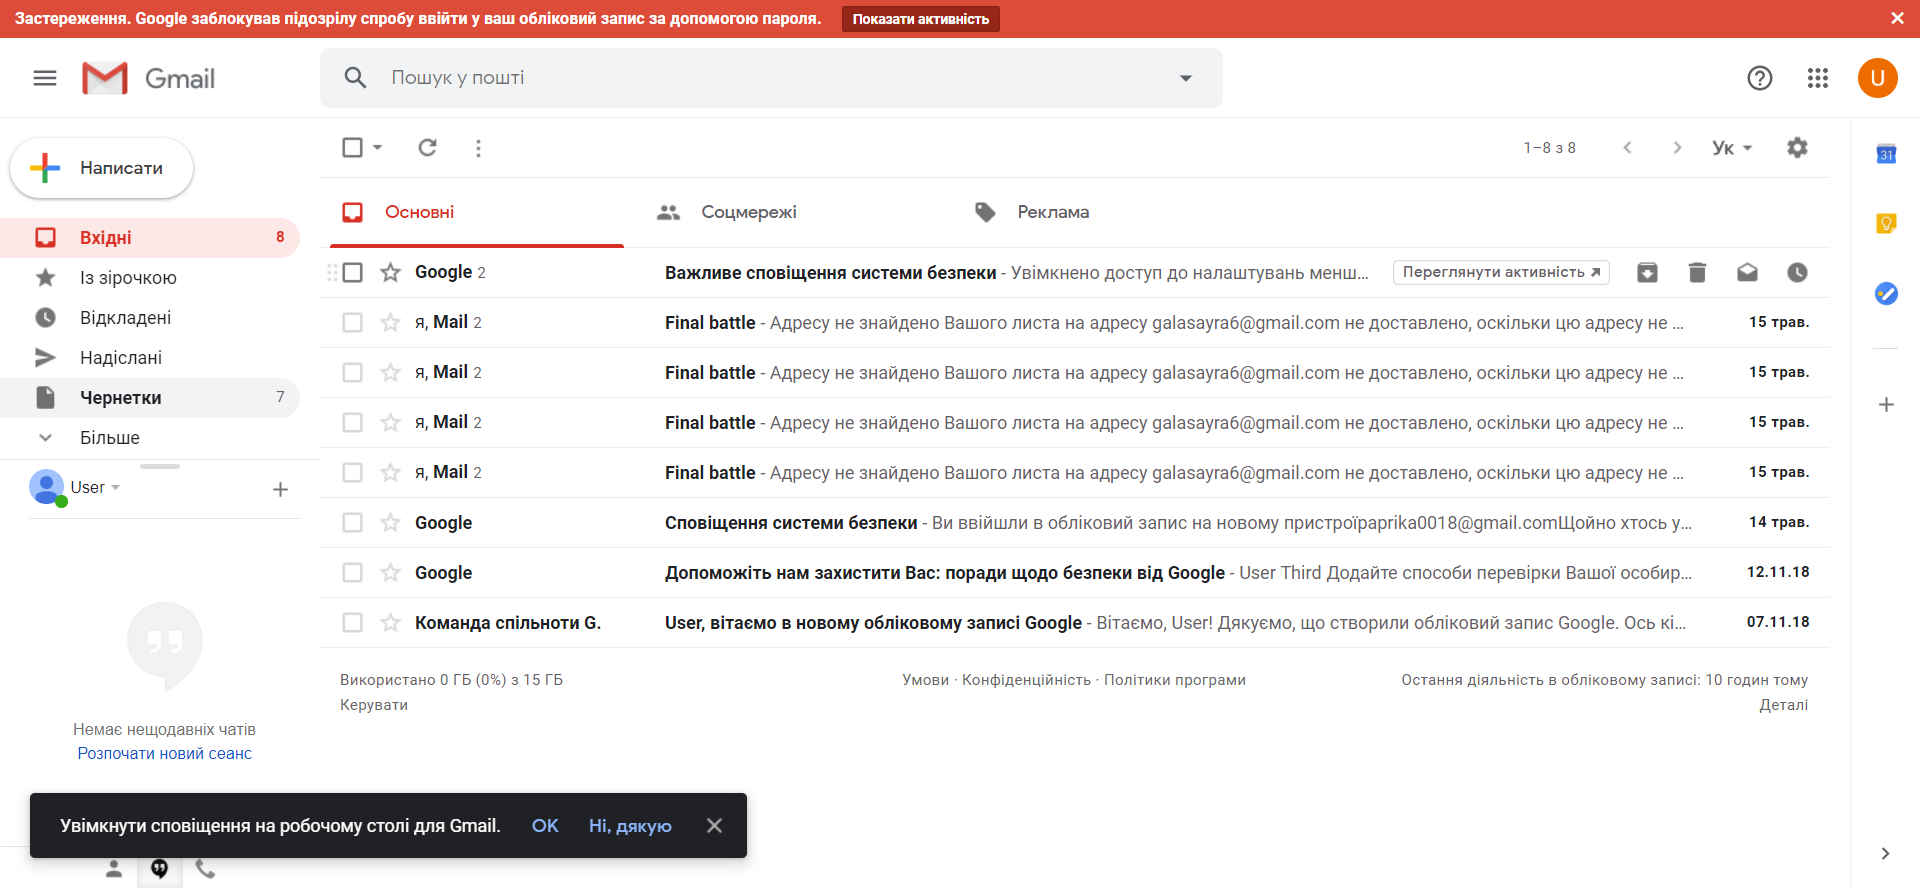 Застереження. Google заблокував підозрілу спробу ввійти у ваш обліковий запис за допомогою пароля. Показати активність
Gmail
Пошук у пошті
U
Написати
1–8 з 8
Ук
31
Основні
Соцмережі
Реклама
Вхідні 8
Із зірочкою
Відкладені
Надіслані
Чернетки 7
Більше
User
Google 2 Важливе сповіщення системи безпеки - Увімкнено доступ до налаштувань менш... Переглянути активність
я, Mail 2 Final battle - Адресу не знайдено Вашого листа на адресу galasayra6@gmail.com не доставлено, оскільки цю адресу не ... 15 трав.
я, Mail 2 Final battle - Адресу не знайдено Вашого листа на адресу galasayra6@gmail.com не доставлено, оскільки цю адресу не ... 15 трав.
я, Mail 2 Final battle - Адресу не знайдено Вашого листа на адресу galasayra6@gmail.com не доставлено, оскільки цю адресу не ... 15 трав.
я, Mail 2 Final battle - Адресу не знайдено Вашого листа на адресу galasayra6@gmail.com не доставлено, оскільки цю адресу не ... 15 трав.
Google Сповіщення системи безпеки - Ви ввійшли в обліковий запис на новому пристроїpaprika0018@gmail.comЩойно хтось у... 14 трав.
Google Допоможіть нам захистити Вас: поради щодо безпеки від Google - User Third Додайте способи перевірки Вашої особир... 12.11.18
Команда спільноти G. User, вітаємо в новому обліковому записі Google - Вітаємо, User! Дякуємо, що створили обліковий запис Google. Ось кі... 07.11.18
Використано 0 ГБ (0%) з 15 ГБ
Керувати
Умови · Конфіденційність · Політики програми
Остання діяльність в обліковому записі: 10 годин тому
Деталі
Немає нещодавніх чатів
Розпочати новий сеанс
Увімкнути сповіщення на робочому столі для Gmail. OK Ні, дякую